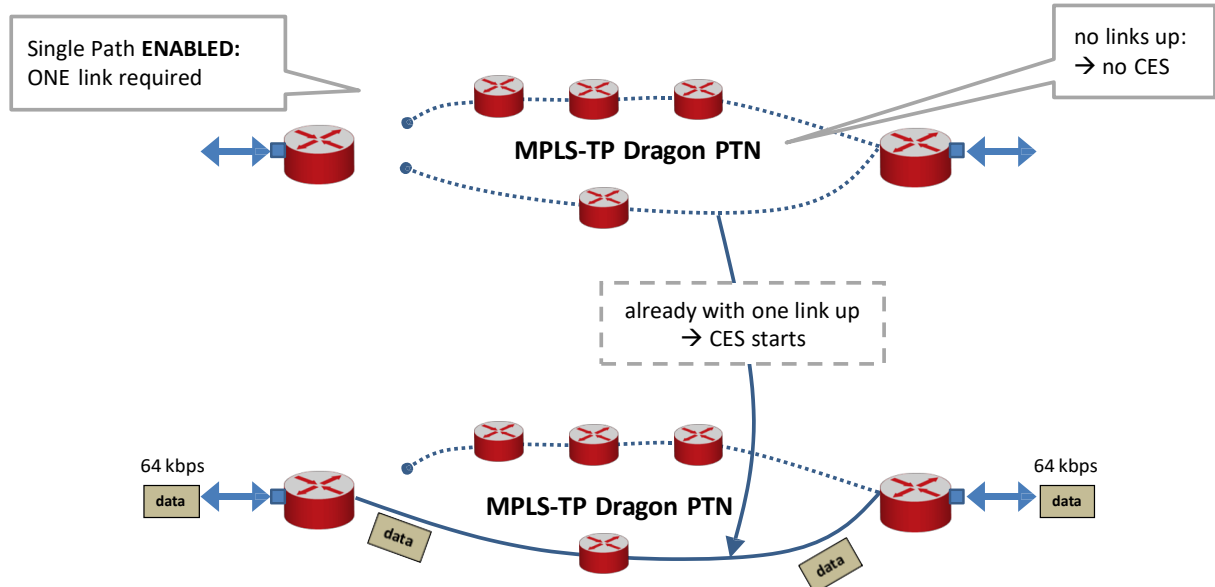 Single Path ENABLED:
ONE link required
no links up:
→ no CES
MPLS-TP Dragon PTN
already with one link up
→ CES starts
64 kbps
data
MPLS-TP Dragon PTN
data
data
64 kbps
data